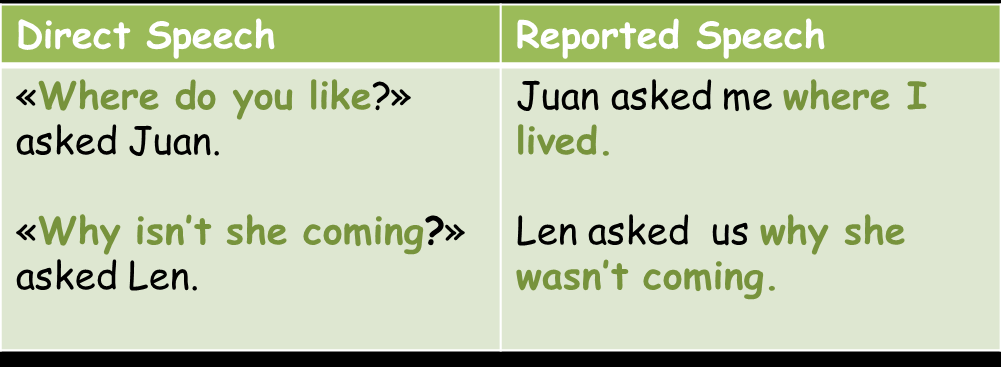 Direct Speech
Reported Speech
«Where do you like?»
asked Juan.
Juan asked me where I
lived.
«Why isn't she coming?»
asked Len.
Len asked us why she
wasn't coming.